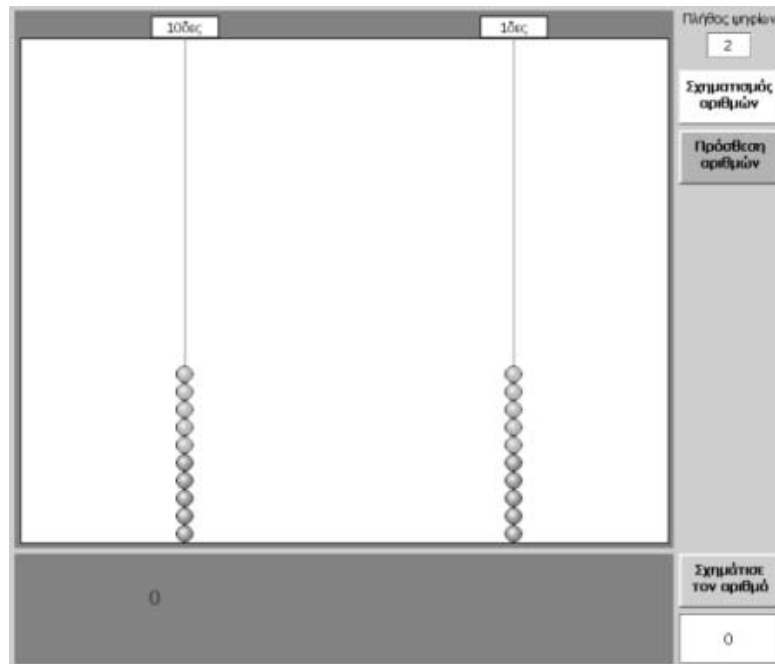 10δες
1δες
Πλήθος ψηφίων
2
Σχηματισμός
αριθμών
Πρόσθεση
αριθμών
0
Σχημάτισε
τον αριθμό
0